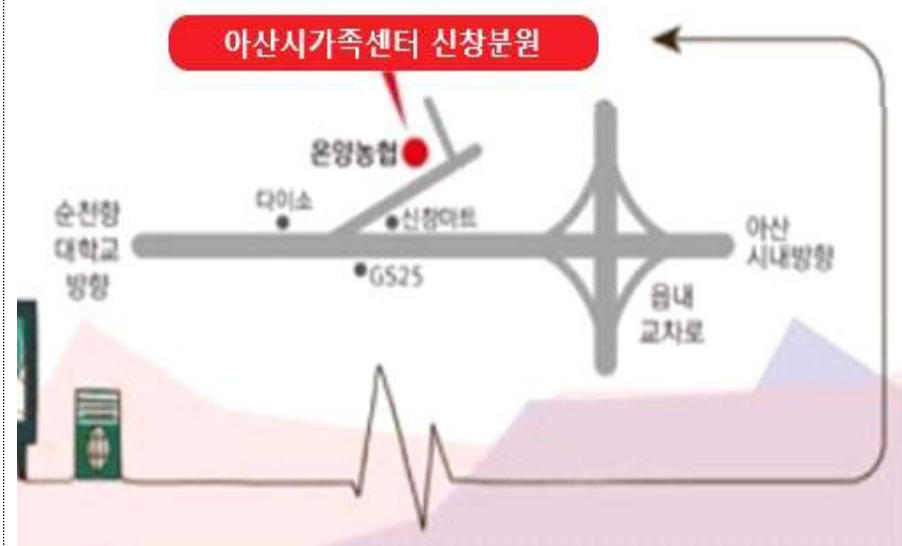 아산시가족센터 신창분원
온양농협
다이소
신창마트
순천향
대학교
방향
GS25
아산
시내방향
읍내
교차로